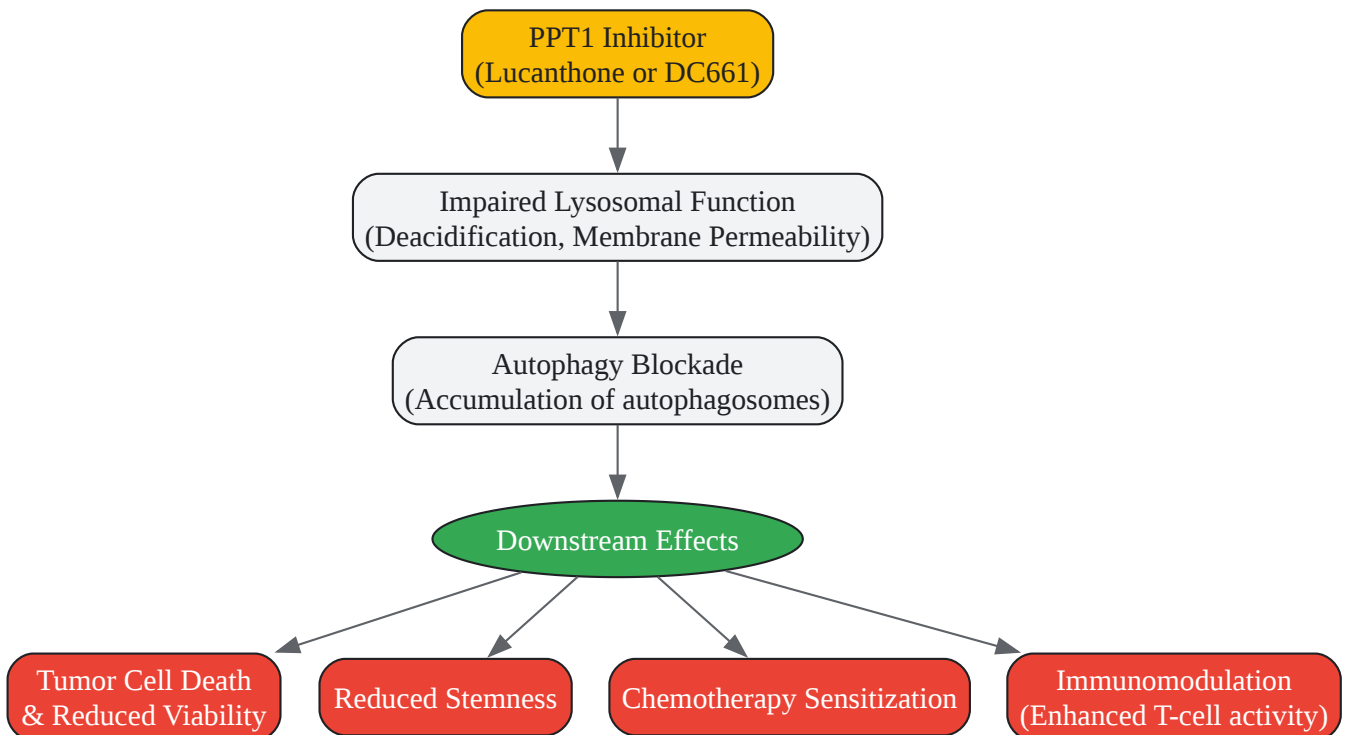 PPT1 Inhibitor
(Lucanthone or DC661)
Impaired Lysosomal Function
(Deacidification, Membrane Permeability)
Autophagy Blockade
(Accumulation of autophagosomes)
Downstream Effects
Tumor Cell Death
& Reduced Viability
Reduced Stemness
Chemotherapy Sensitization
Immunomodulation
(Enhanced T-cell activity)